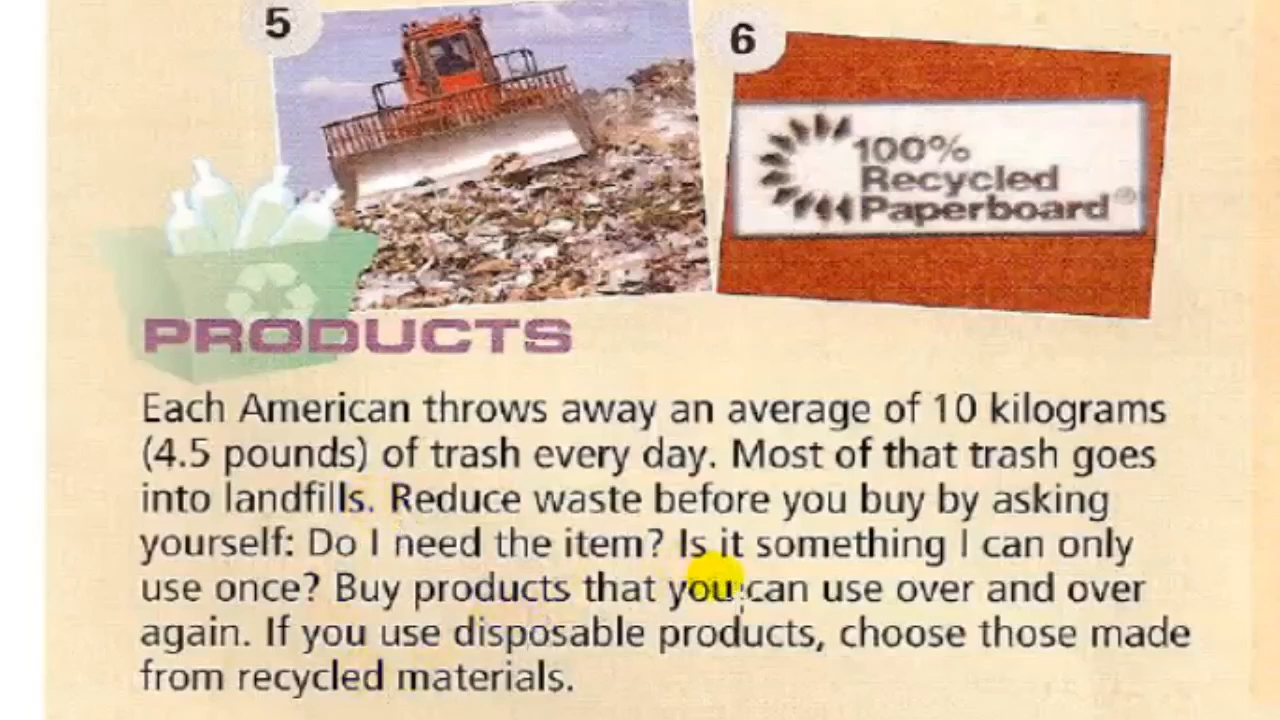 5
6
100%
Recycled
Paperboard®
PRODUCTS
Each American throws away an average of 10 kilograms
(4.5 pounds) of trash every day. Most of that trash goes
into landfills. Reduce waste before you buy by asking
yourself: Do I need the item? Is it something I can only
use once? Buy products that you can use over and over
again. If you use disposable products, choose those made
from recycled materials.